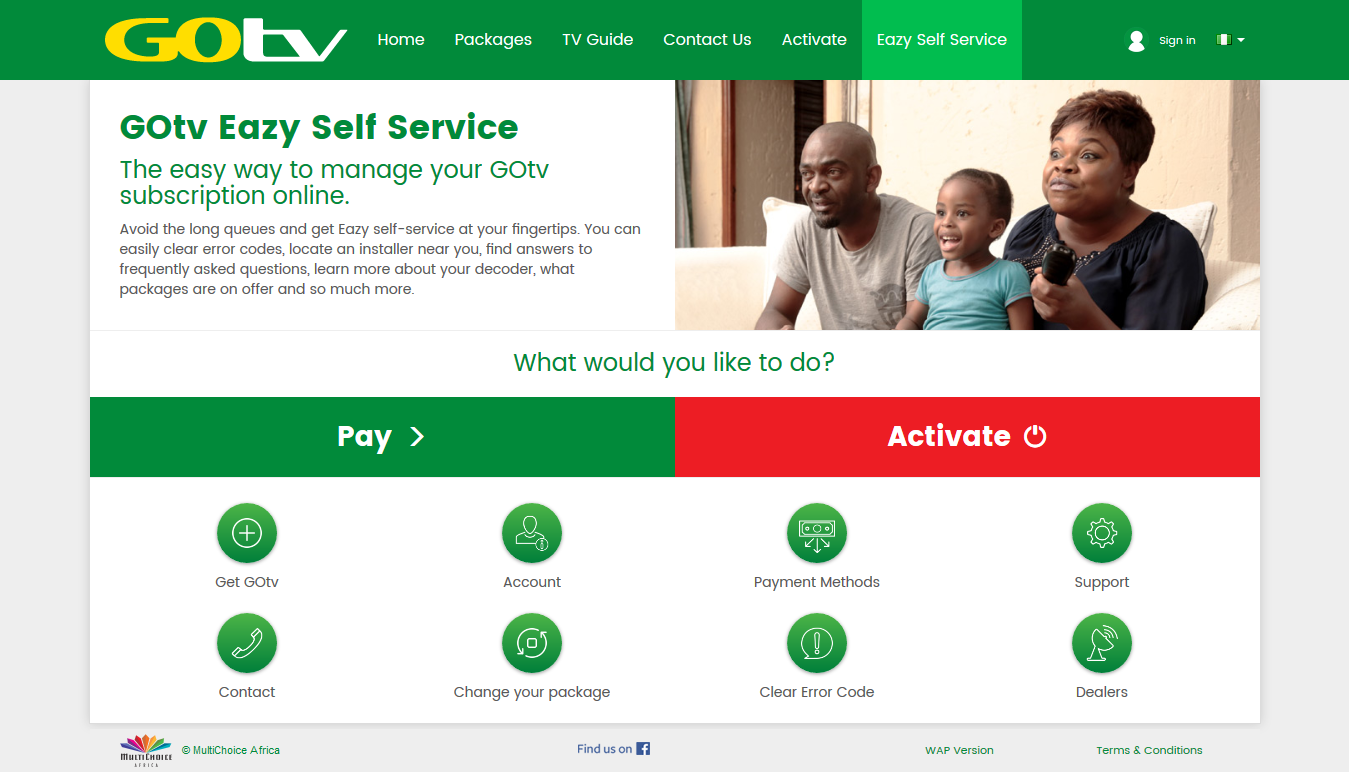 GOtv Home Packages TV Guide Contact Us Activate Eazy Self Service Sign in
GOtv Eazy Self Service
The easy way to manage your GOtv
subscription online.
Avoid the long queues and get Eazy self-service at your fingertips. You can
easily clear error codes, locate an installer near you, find answers to
frequently asked questions, learn more about your decoder, what
packages are on offer and so much more.
What would you like to do?
Pay Activate
Get GOtv Account Payment Methods Support
Contact Change your package Clear Error Code Dealers
MULTICHOICE
AFRICA
© MultiChoice Africa Find us on WAP Version Terms & Conditions